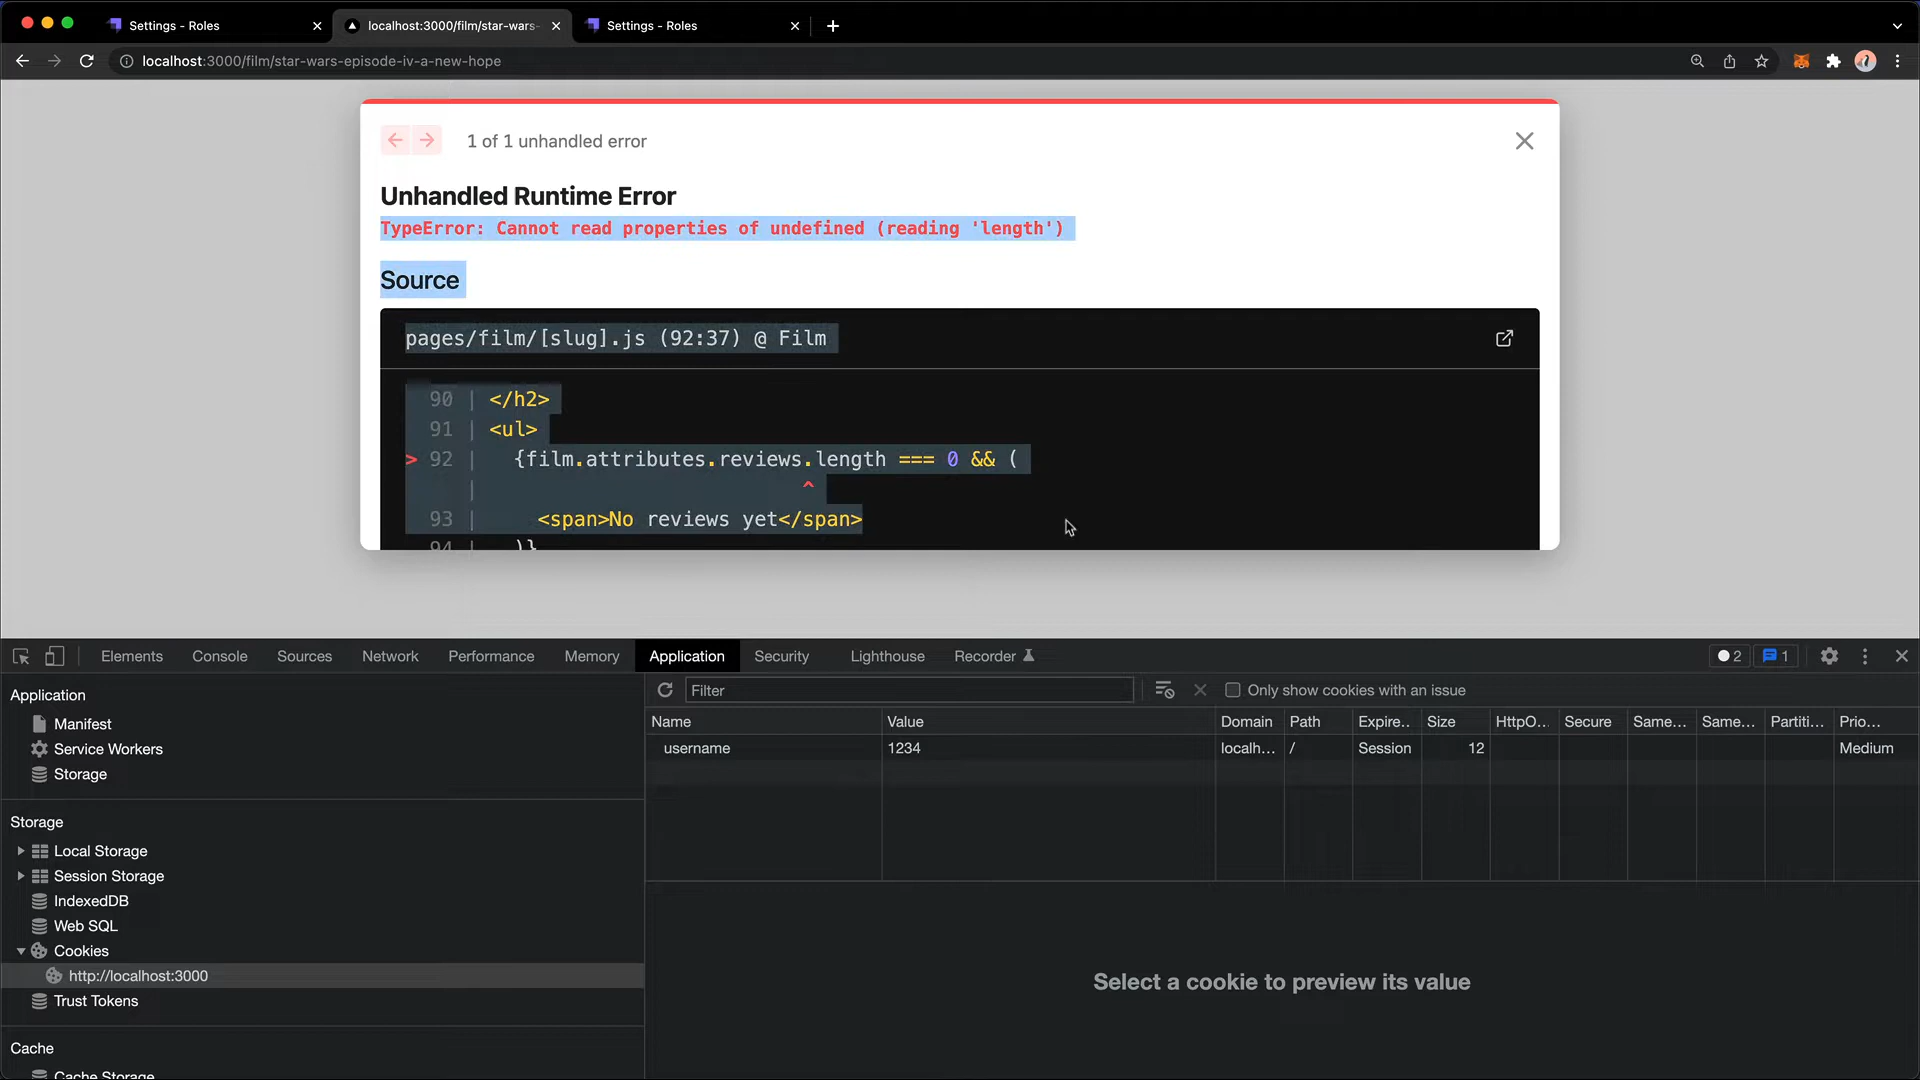 Settings - Roles
localhost:3000/film/star-wars-
Settings - Roles
localhost:3000/film/star-wars-episode-iv-a-new-hope
1 of 1 unhandled error
Unhandled Runtime Error
TypeError: Cannot read properties of undefined (reading 'length')
Source
pages/film/[slug].js (92:37) @ Film
90 | </h2>
91 | <ul>
> 92 | {film.attributes.reviews.length === 0 && (
| ^
93 | <span>No reviews yet</span>
94 )}
Elements Console Sources Network Performance Memory Application Security Lighthouse Recorder 2 1
Application
Manifest
Service Workers
Storage
Storage
Local Storage
Session Storage
IndexedDB
Web SQL
Cookies
http://localhost:3000
Trust Tokens
Cache
Cache Storage
Filter Only show cookies with an issue
Name Value Domain Path Expire... Size HttpO... Secure Same... Same... Partiti... Prio...
username 1234 localh... / Session 12 Medium
Select a cookie to preview its value